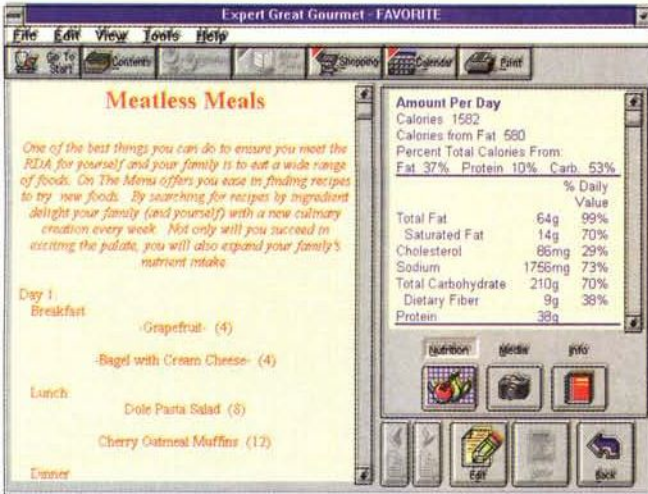 Expert Great Gourmet - FAVORITE
File Edit View Tools Help
Go To Start
Contents
Shopping
Calendar
Print
Meatless Meals
One of the best things you can do to ensure you meet the
RDA for yourself and your family is to eat a wide range
of foods. On The Menu offers you ease in finding recipes
to try new foods. By searching for recipes by ingredient
delight your family (and yourself) with a new culinary
creation every week. Not only will you succeed in
exciting the palate, you will also expand your family's
nutrient intake
Day 1:
Breakfast
-Grapefruit- (4)
-Bagel with Cream Cheese- (4)
Lunch
Dole Pasta Salad (8)
Cherry Oatmeal Muffins (12)
Dinner
Amount Per Day
Calories 1582
Calories from Fat 580
Percent Total Calories From:
Fat 37% Protein 10% Carb. 53%
% Daily
Value
Total Fat 64g 99%
Saturated Fat 14g 70%
Cholesterol 86mg 29%
Sodium 1756mg 73%
Total Carbohydrate 210g 70%
Dietary Fiber 9g 38%
Protein 38g
Nutrition Media Info
Edit
Back